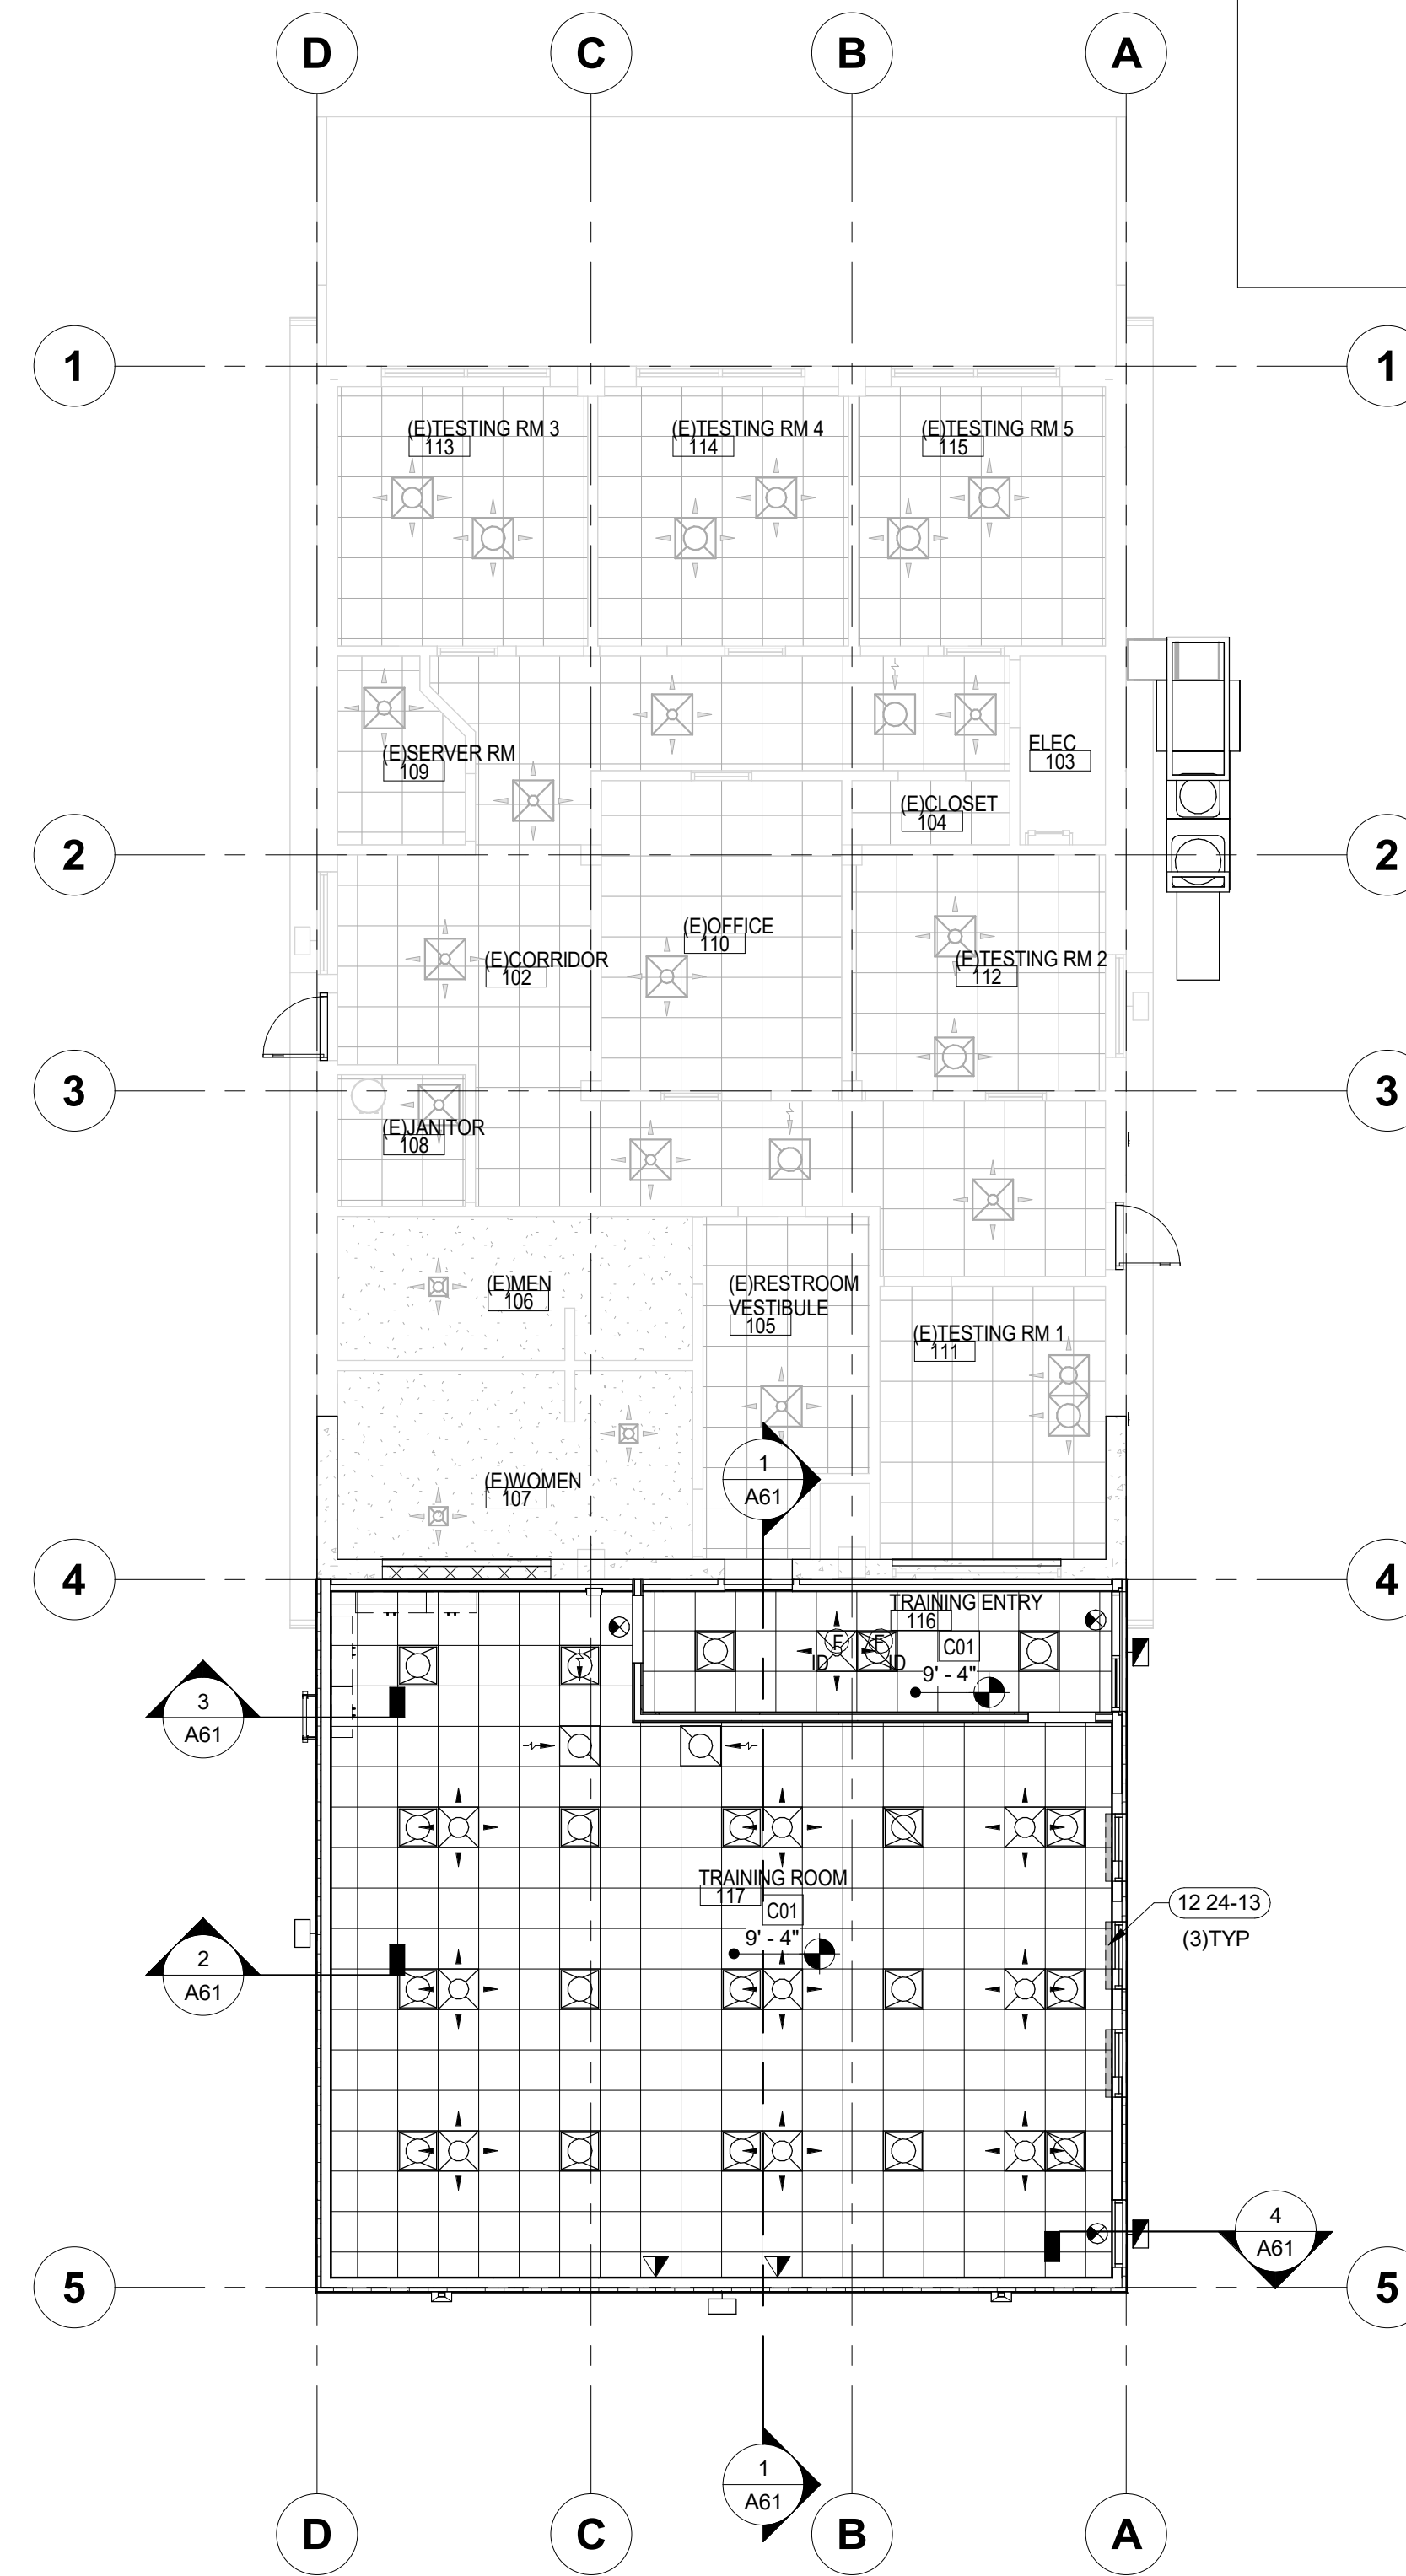 D C B A
1 1
(E)TESTING RM 3
113
(E)TESTING RM 4
114
(E)TESTING RM 5
115
(E)SERVER RM
109
ELEC
103
(E)CLOSET
104
2 2
(E)OFFICE
110
(E)CORRIDOR
102
(E)TESTING RM 2
112
3 3
(E)JANITOR
108
(E)MEN
106
(E)RESTROOM
VESTIBULE
105
(E)TESTING RM 1
111
(E)WOMEN
107
1
A61
4 4
TRAINING ENTRY
116
F F
ID ID
C01
9' - 4"
3
A61
TRAINING ROOM
117
C01
9' - 4"
12 24-13
(3)TYP
2
A61
4
A61
5 5
1
A61
D C B A